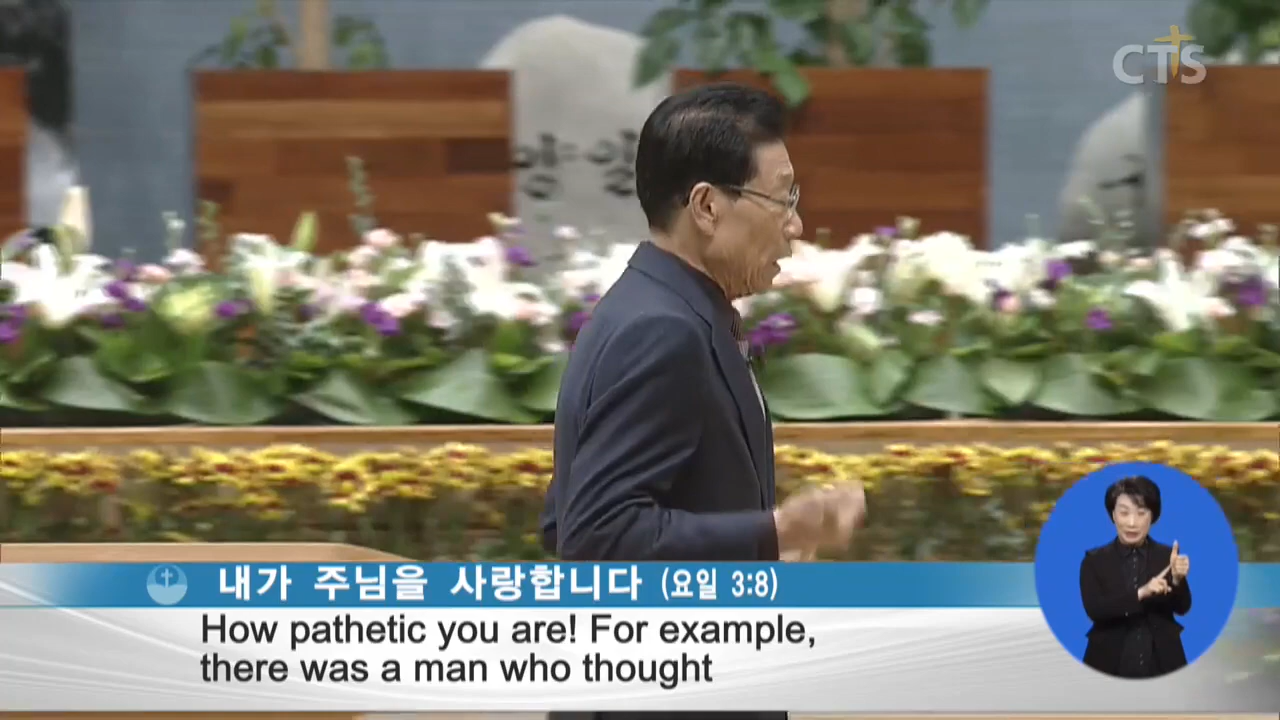 CTS
내가 주님을 사랑합니다 (요일 3:8)
How pathetic you are! For example,
there was a man who thought